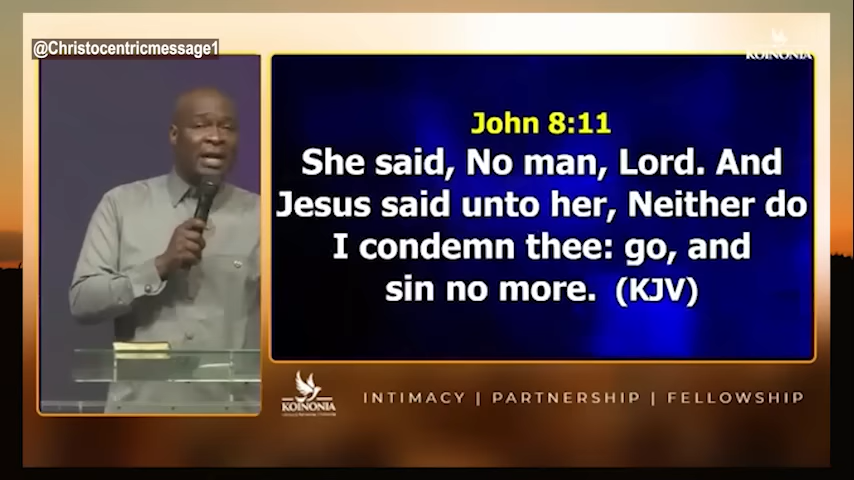 @Christocentricmessage1
KOINONIA
John 8:11
She said, No man, Lord. And
Jesus said unto her, Neither do
I condemn thee: go, and
sin no more. (KJV)
KOINONIA
INTIMACY | PARTNERSHIP | FELLOWSHIP